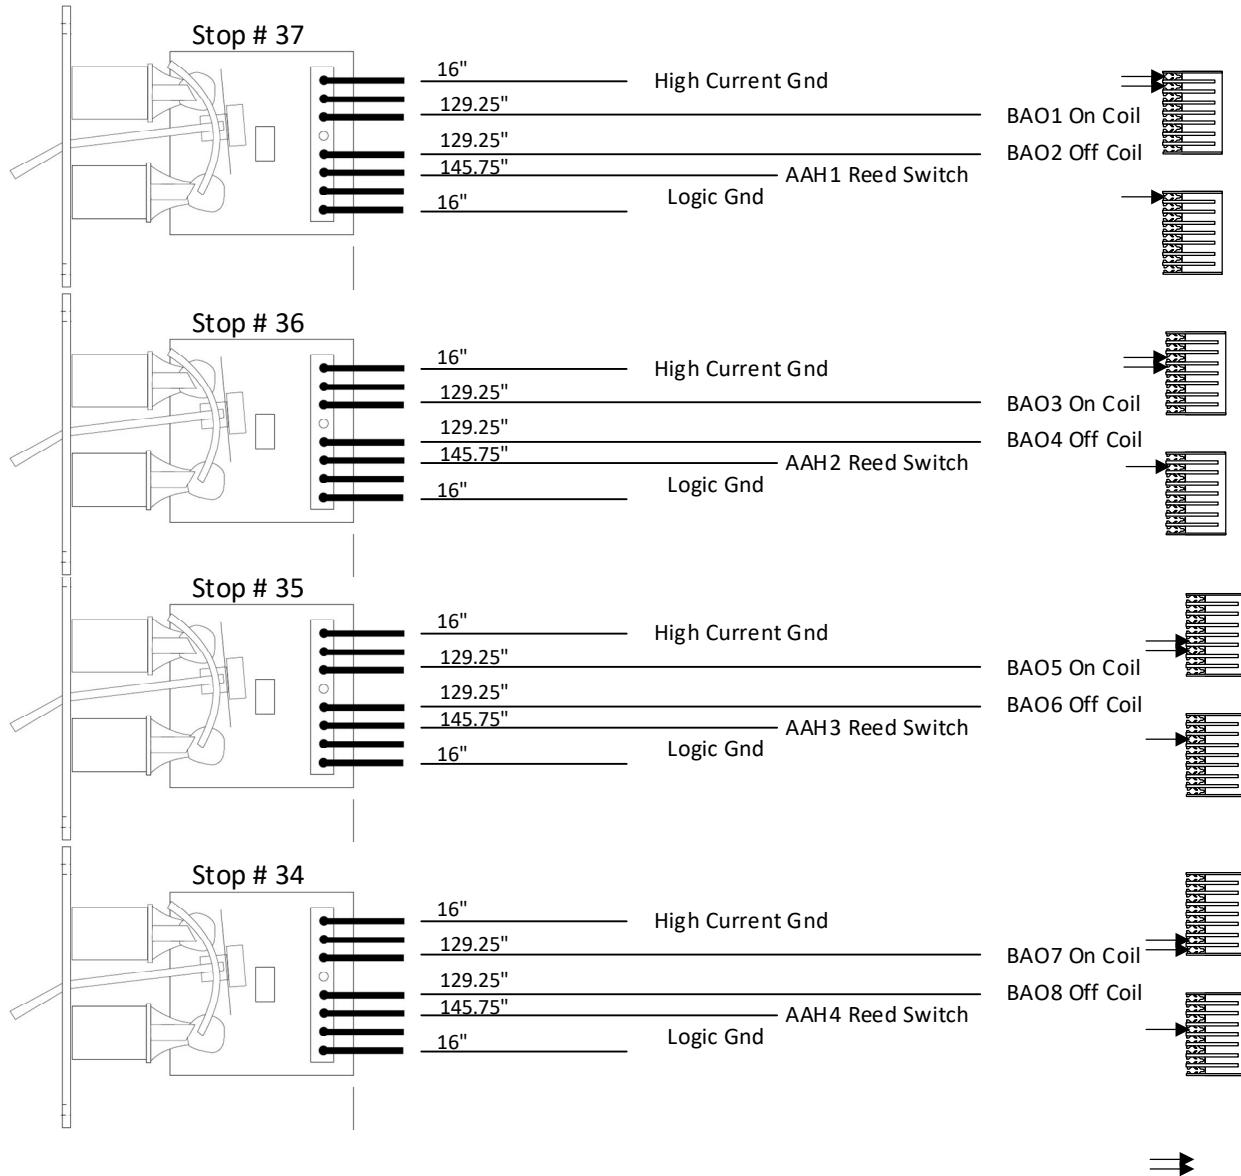 Stop # 37
16"
High Current Gnd
129.25"
BAO1 On Coil
129.25"
BAO2 Off Coil
145.75"
AAH1 Reed Switch
Logic Gnd
16"
Stop # 36
16"
High Current Gnd
129.25"
BAO3 On Coil
129.25"
BAO4 Off Coil
145.75"
AAH2 Reed Switch
Logic Gnd
16"
Stop # 35
16"
High Current Gnd
129.25"
BAO5 On Coil
129.25"
BAO6 Off Coil
145.75"
AAH3 Reed Switch
Logic Gnd
16"
Stop # 34
16"
High Current Gnd
129.25"
BAO7 On Coil
129.25"
BAO8 Off Coil
145.75"
AAH4 Reed Switch
Logic Gnd
16"